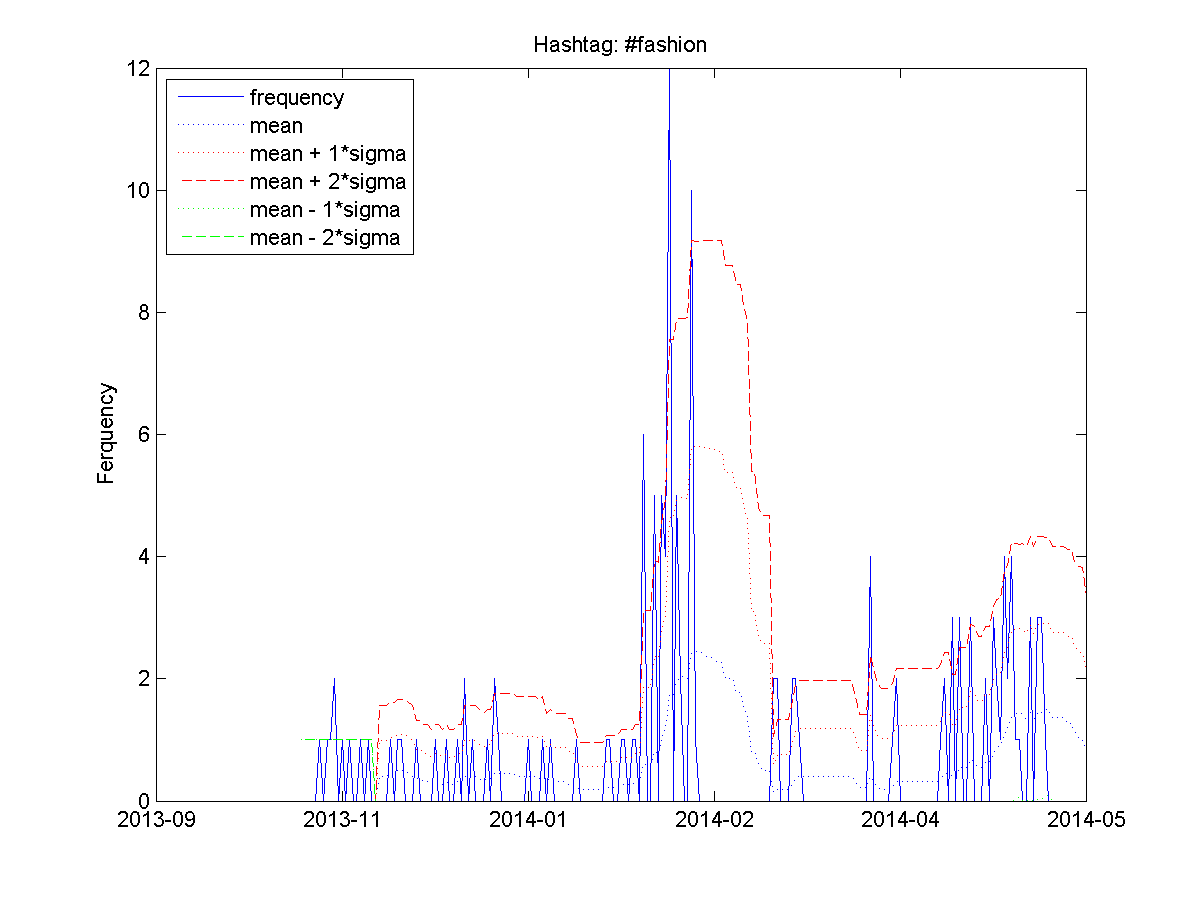 Hashtag: #fashion
12
10
8
6
4
2
0
Ferquency
frequency
mean
mean + 1*sigma
mean + 2*sigma
mean - 1*sigma
mean - 2*sigma
2013-09
2013-11
2014-01
2014-02
2014-04
2014-05